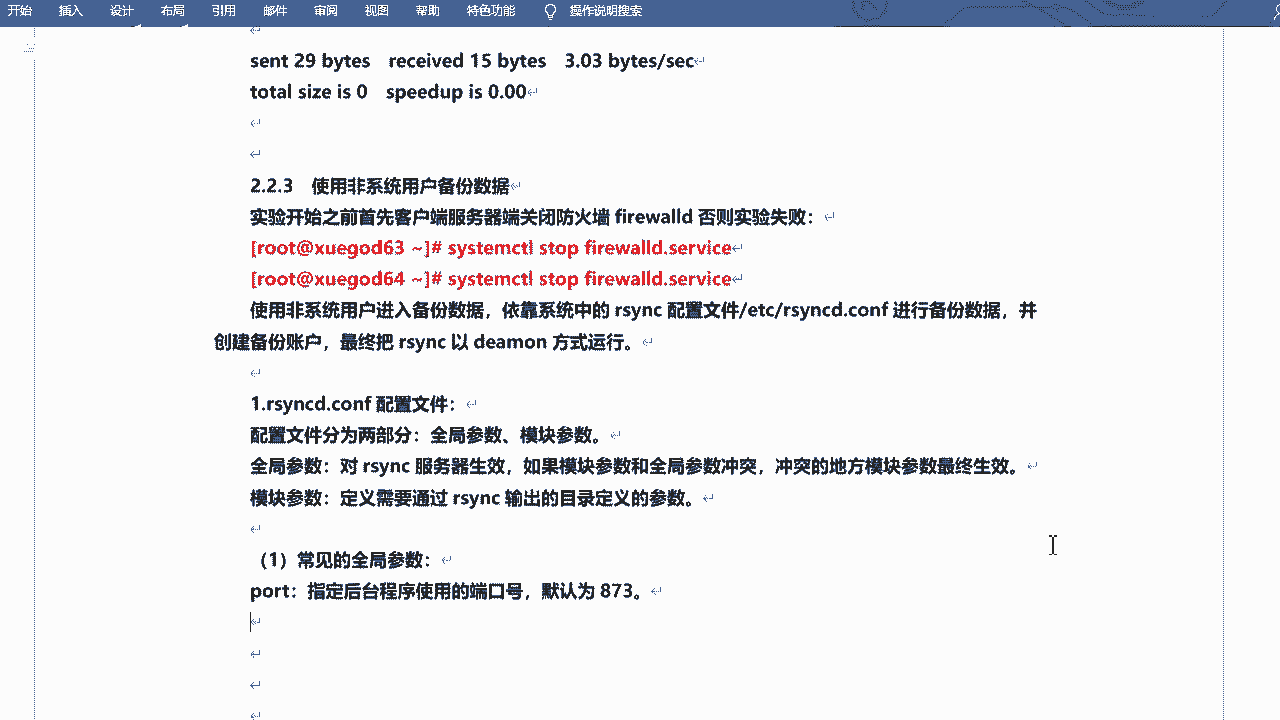 开始 插入 设计 布局 引用 邮件 审阅 视图 帮助 特色功能 操作说明搜索
sent 29 bytes received 15 bytes 3.03 bytes/sec
total size is 0 speedup is 0.00
2.2.3 使用非系统用户备份数据
实验开始之前首先客户端服务器端关闭防火墙 firewalld 否则实验失败：
[root@xuegod63 ~]# systemctl stop firewalld.service
[root@xuegod64 ~]# systemctl stop firewalld.service
使用非系统用户进入备份数据，依靠系统中的 rsync 配置文件/etc/rsyncd.conf 进行备份数据，并
创建备份账户，最终把 rsync 以 deamon 方式运行。
1.rsyncd.conf 配置文件：
配置文件分为两部分：全局参数、模块参数。
全局参数：对 rsync 服务器生效，如果模块参数和全局参数冲突，冲突的地方模块参数最终生效。
模块参数：定义需要通过 rsync 输出的目录定义的参数。
（1）常见的全局参数：
port：指定后台程序使用的端口号，默认为 873。